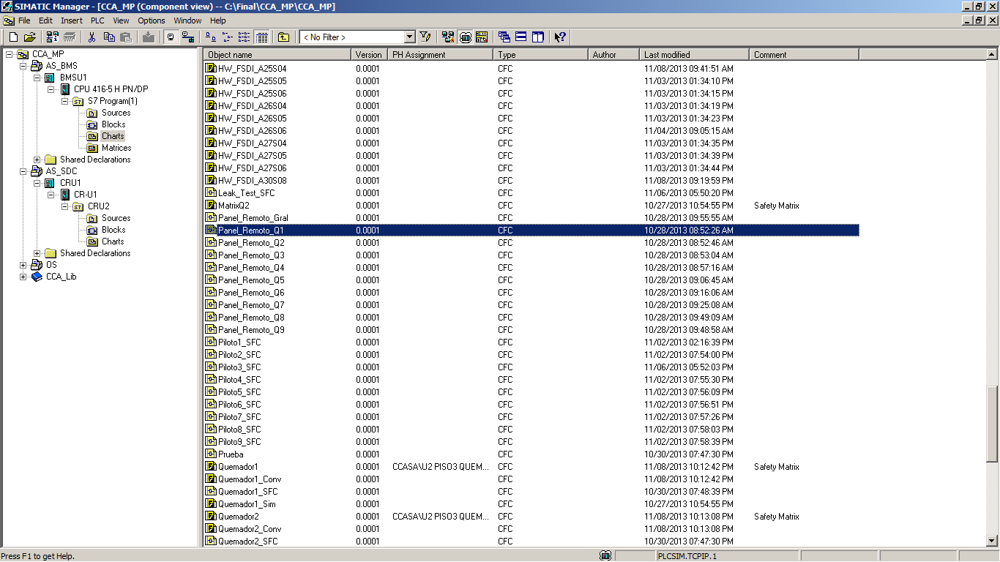 SIMATIC Manager - [CCA_MP (Component view) -- C:\Final\CCA_MP\CCA_MP]
File Edit Insert PLC View Options Window Help
< No Filter >
CCA_MP
AS_BMS
BMSU1
CPU 416-5 H PN/DP
S7 Program(1)
Sources
Blocks
Charts
Matrices
Shared Declarations
AS_SDC
CRU1
CR-U1
CRU2
Sources
Blocks
Charts
Shared Declarations
OS
CCA_Lib
Object name Version PH Assignment Type Author Last modified Comment
HW_FSDI_A25S04 0.0001 CFC 11/08/2013 09:41:51 AM
HW_FSDI_A25S05 0.0001 CFC 11/03/2013 01:34:10 PM
HW_FSDI_A25S06 0.0001 CFC 11/03/2013 01:34:15 PM
HW_FSDI_A26S04 0.0001 CFC 11/03/2013 01:34:19 PM
HW_FSDI_A26S05 0.0001 CFC 11/03/2013 01:34:23 PM
HW_FSDI_A26S06 0.0001 CFC 11/04/2013 09:05:15 AM
HW_FSDI_A27S04 0.0001 CFC 11/03/2013 01:34:35 PM
HW_FSDI_A27S05 0.0001 CFC 11/03/2013 01:34:39 PM
HW_FSDI_A27S06 0.0001 CFC 11/03/2013 01:34:44 PM
HW_FSDI_A30S08 0.0001 CFC 11/08/2013 09:19:59 AM
Leak_Test_SFC 0.0001 CFC 11/06/2013 05:50:20 PM
MatrixQ2 0.0001 CFC 10/27/2013 10:54:55 PM Safety Matrix
Panel_Remoto_Gral 0.0001 CFC 10/28/2013 09:55:55 AM
Panel_Remoto_Q1 0.0001 CFC 10/28/2013 08:52:26 AM
Panel_Remoto_Q2 0.0001 CFC 10/28/2013 08:52:46 AM
Panel_Remoto_Q3 0.0001 CFC 10/28/2013 08:53:04 AM
Panel_Remoto_Q4 0.0001 CFC 10/28/2013 08:57:16 AM
Panel_Remoto_Q5 0.0001 CFC 10/28/2013 09:06:45 AM
Panel_Remoto_Q6 0.0001 CFC 10/28/2013 09:16:06 AM
Panel_Remoto_Q7 0.0001 CFC 10/28/2013 09:25:08 AM
Panel_Remoto_Q8 0.0001 CFC 10/28/2013 09:49:09 AM
Panel_Remoto_Q9 0.0001 CFC 10/28/2013 09:48:58 AM
Piloto1_SFC 0.0001 CFC 11/02/2013 02:16:39 PM
Piloto2_SFC 0.0001 CFC 11/02/2013 07:54:00 PM
Piloto3_SFC 0.0001 CFC 11/06/2013 05:52:03 PM
Piloto4_SFC 0.0001 CFC 11/02/2013 07:55:30 PM
Piloto5_SFC 0.0001 CFC 11/02/2013 07:56:09 PM
Piloto6_SFC 0.0001 CFC 11/02/2013 07:56:51 PM
Piloto7_SFC 0.0001 CFC 11/02/2013 07:57:26 PM
Piloto8_SFC 0.0001 CFC 11/02/2013 07:58:03 PM
Piloto9_SFC 0.0001 CFC 11/02/2013 07:58:39 PM
Prueba 0.0001 CFC 10/30/2013 07:47:30 PM
Quemador1 0.0001 CCASA\U2 PISO3 QUEM... CFC 11/08/2013 10:12:42 PM Safety Matrix
Quemador1_Conv 0.0001 CFC 11/08/2013 10:12:42 PM
Quemador1_SFC 0.0001 CFC 10/30/2013 07:48:39 PM
Quemador1_Sim 0.0001 CFC 10/27/2013 10:54:55 PM
Quemador2 0.0001 CCASA\U2 PISO3 QUEM... CFC 11/08/2013 10:13:08 PM Safety Matrix
Quemador2_Conv 0.0001 CFC 11/08/2013 10:13:08 PM
Quemador2_SFC 0.0001 CFC 10/30/2013 07:47:30 PM
Press F1 to get Help. PLCSIM.TCPIP.1